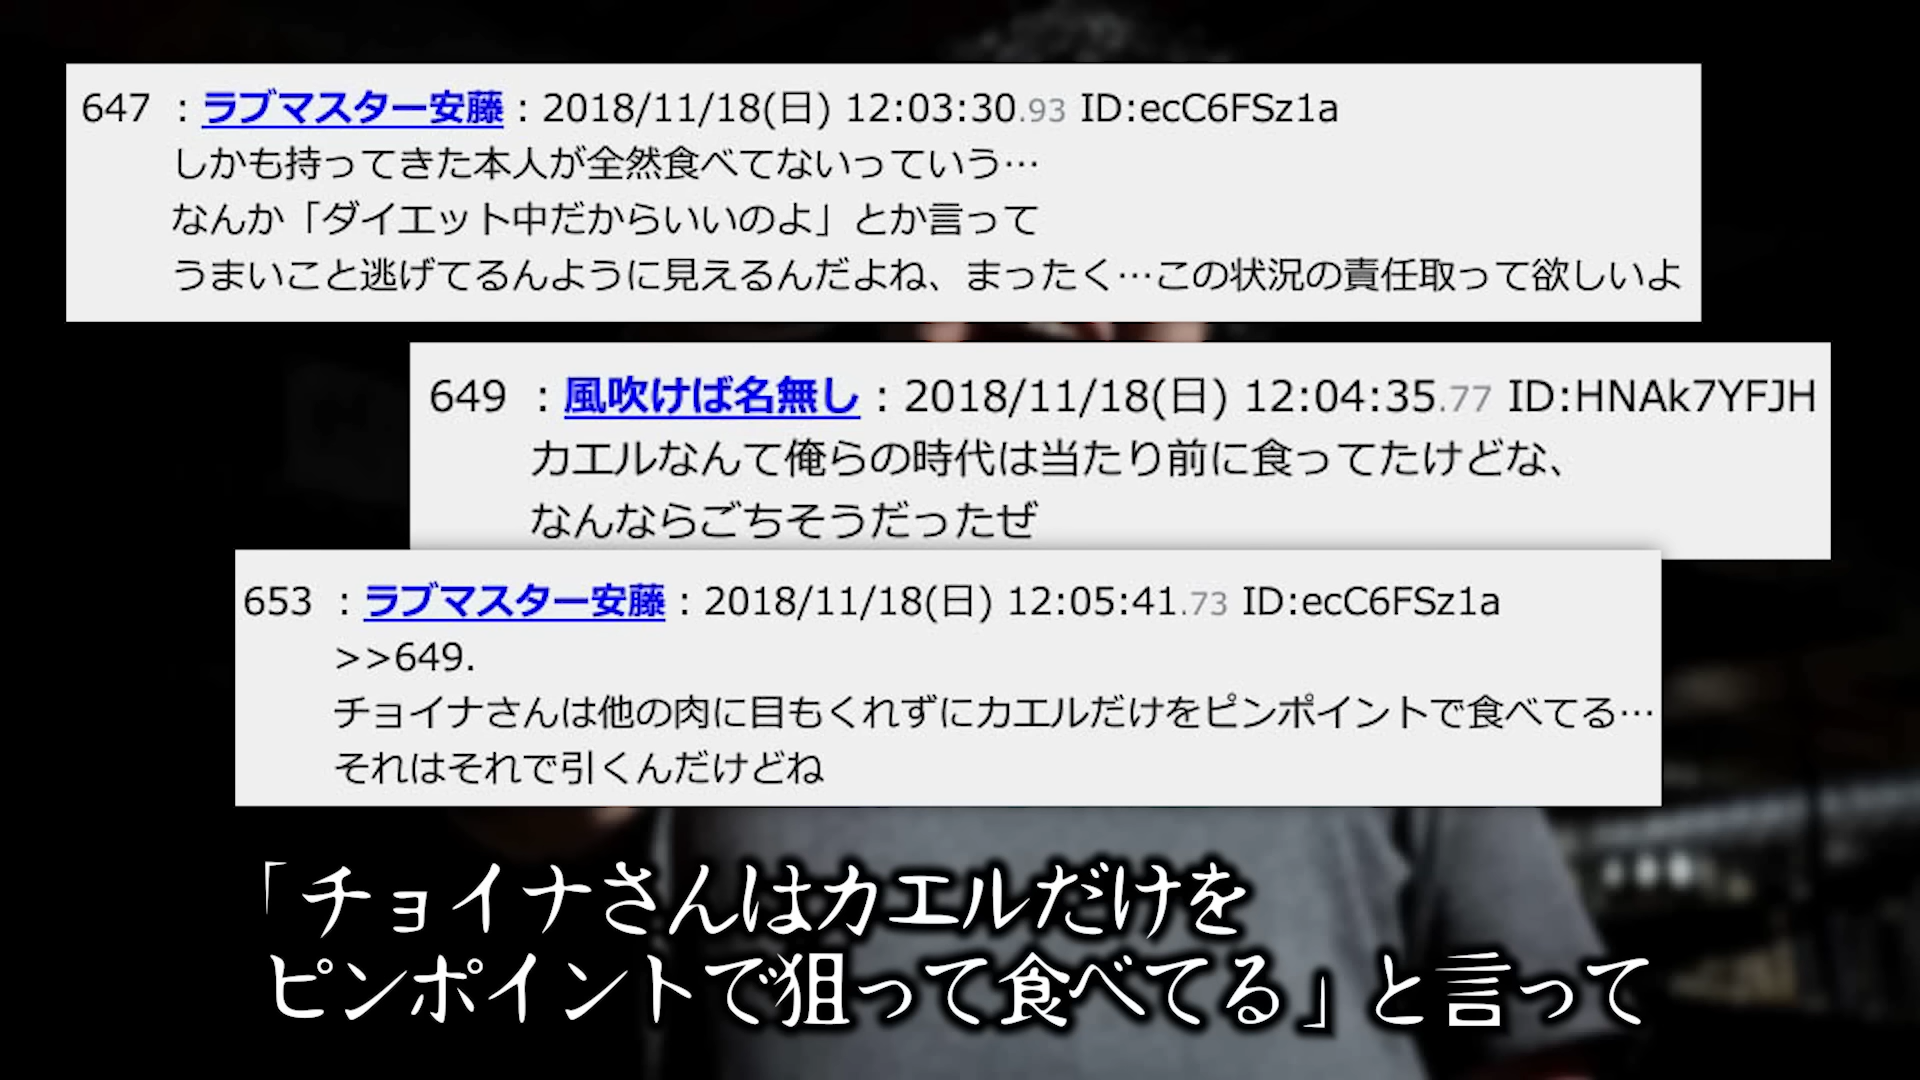 647 ：ラブマスター安藤：2018/11/18(日) 12:03:30.93 ID:ecC6FSz1a
しかも持ってきた本人が全然食べてないっていう…
なんか「ダイエット中だからいいのよ」とか言って
うまいこと逃げてるんように見えるんだよね、まったく…この状況の責任取って欲しいよ
649 ：風吹けば名無し：2018/11/18(日) 12:04:35.77 ID:HNAk7YFJH
カエルなんて俺らの時代は当たり前に食ってたけどな、
なんならごちそうだったぜ
653 ：ラブマスター安藤：2018/11/18(日) 12:05:41.73 ID:ecC6FSz1a
>>649.
チョイナさんは他の肉に目もくれずにカエルだけをピンポイントで食べてる…
それはそれで引くんだけどね
「チョイナさんはカエルだけを
ピンポイントで狙って食べてる」と言って